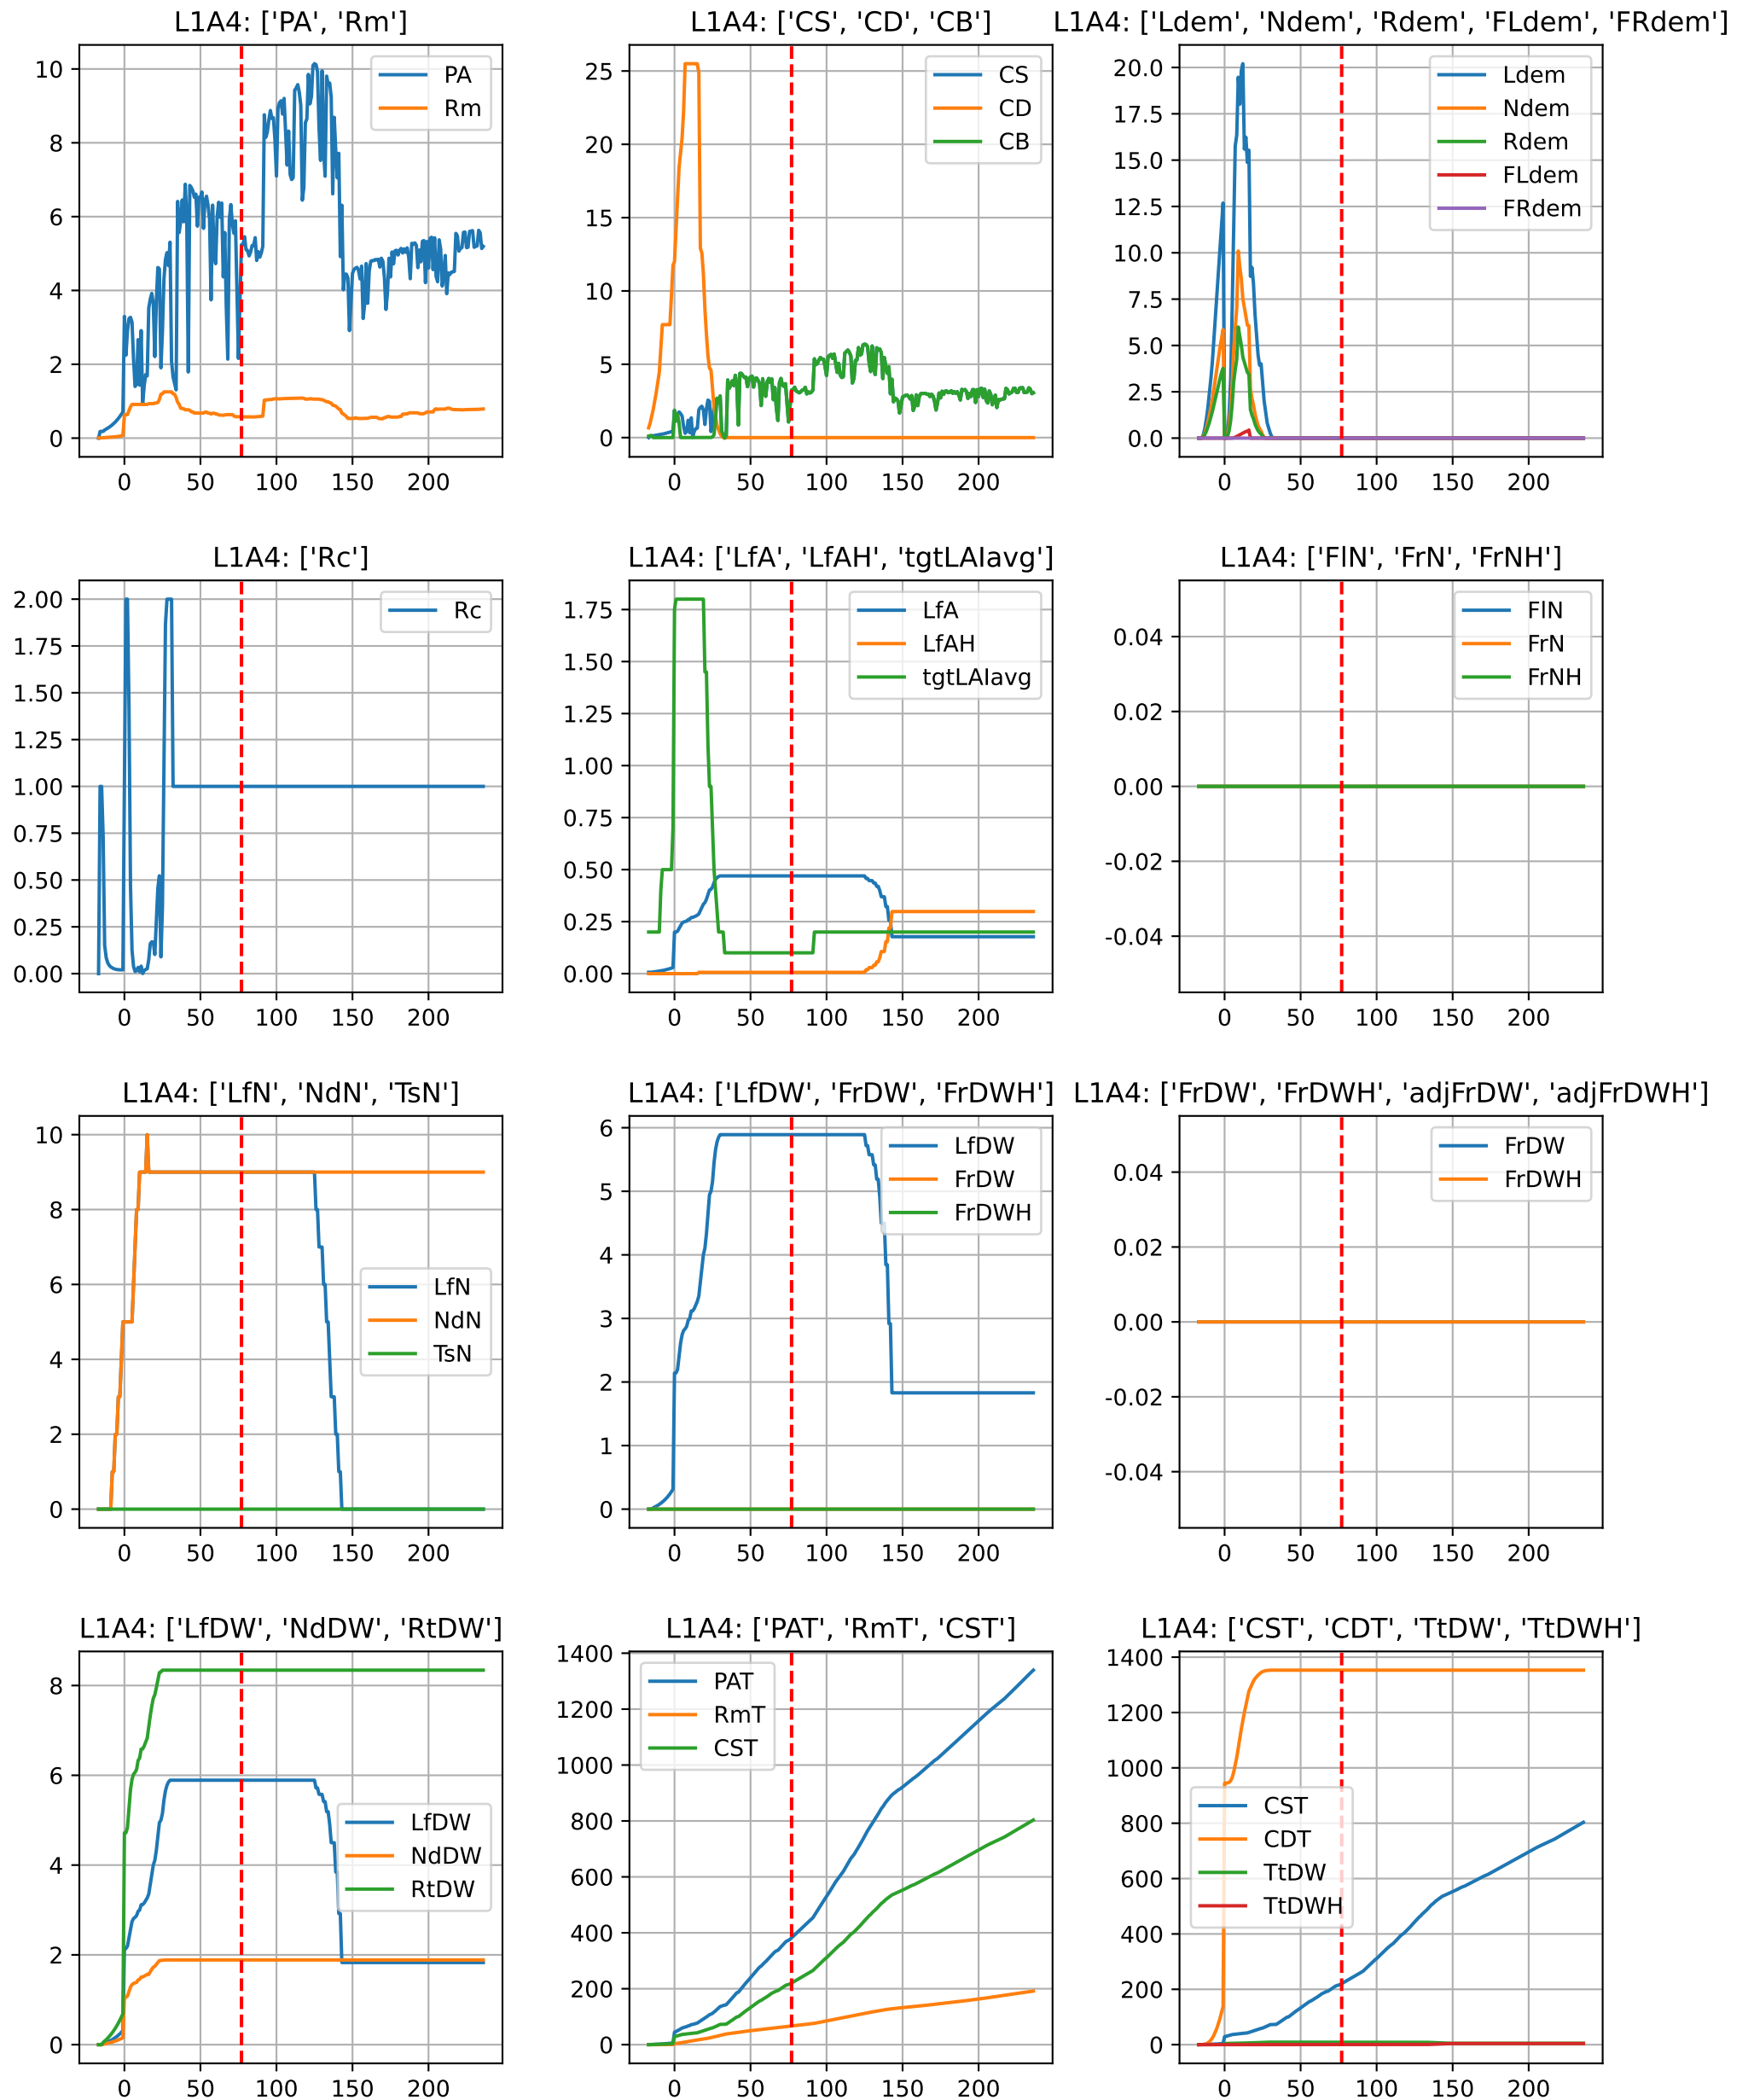 L1A4: ['PA', 'Rm']
10
8
6
4
2
0
0 50 100 150 200
PA
Rm
L1A4: ['CS', 'CD', 'CB']
25
20
15
10
5
0
0 50 100 150 200
CS
CD
CB
L1A4: ['Ldem', 'Ndem', 'Rdem', 'FLdem', 'FRdem']
20.0
17.5
15.0
12.5
10.0
7.5
5.0
2.5
0.0
0 50 100 150 200
Ldem
Ndem
Rdem
FLdem
FRdem
L1A4: ['Rc']
2.00
1.75
1.50
1.25
1.00
0.75
0.50
0.25
0.00
0 50 100 150 200
Rc
L1A4: ['LfA', 'LfAH', 'tgtLAIavg']
1.75
1.50
1.25
1.00
0.75
0.50
0.25
0.00
0 50 100 150 200
LfA
LfAH
tgtLAIavg
L1A4: ['FlN', 'FrN', 'FrNH']
0.04
0.02
0.00
-0.02
-0.04
0 50 100 150 200
FlN
FrN
FrNH
L1A4: ['LfN', 'NdN', 'TsN']
10
8
6
4
2
0
0 50 100 150 200
LfN
NdN
TsN
L1A4: ['LfDW', 'FrDW', 'FrDWH']
6
5
4
3
2
1
0
0 50 100 150 200
LfDW
FrDW
FrDWH
L1A4: ['FrDW', 'FrDWH', 'adjFrDW', 'adjFrDWH']
0.04
0.02
0.00
-0.02
-0.04
0 50 100 150 200
FrDW
FrDWH
L1A4: ['LfDW', 'NdDW', 'RtDW']
8
6
4
2
0
0 50 100 150 200
LfDW
NdDW
RtDW
L1A4: ['PAT', 'RmT', 'CST']
1400
1200
1000
800
600
400
200
0
0 50 100 150 200
PAT
RmT
CST
L1A4: ['CST', 'CDT', 'TtDW', 'TtDWH']
1400
1200
1000
800
600
400
200
0
0 50 100 150 200
CST
CDT
TtDW
TtDWH